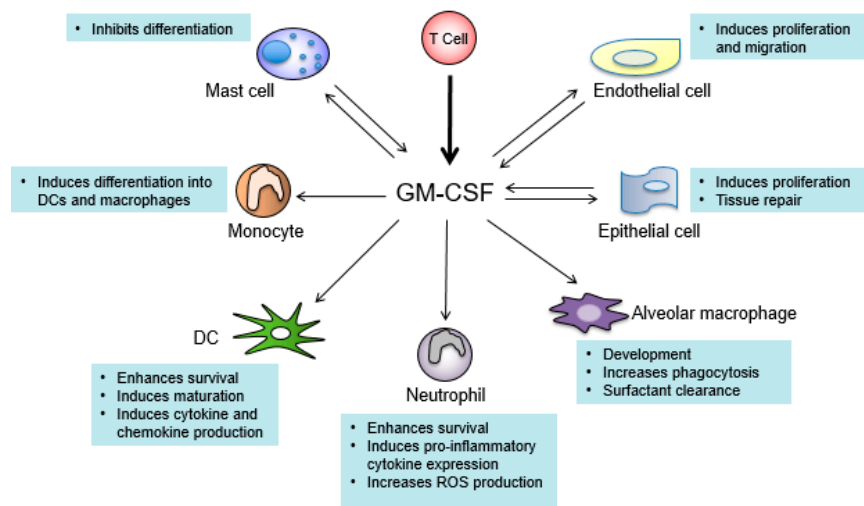 • Inhibits differentiation
Mast cell
T Cell
• Induces proliferation
and migration
Endothelial cell
• Induces differentiation into
DCs and macrophages
Monocyte
GM-CSF
• Induces proliferation
• Tissue repair
Epithelial cell
DC
• Enhances survival
• Induces maturation
• Induces cytokine and
chemokine production
Neutrophil
• Enhances survival
• Induces pro-inflammatory
cytokine expression
• Increases ROS production
Alveolar macrophage
• Development
• Increases phagocytosis
• Surfactant clearance